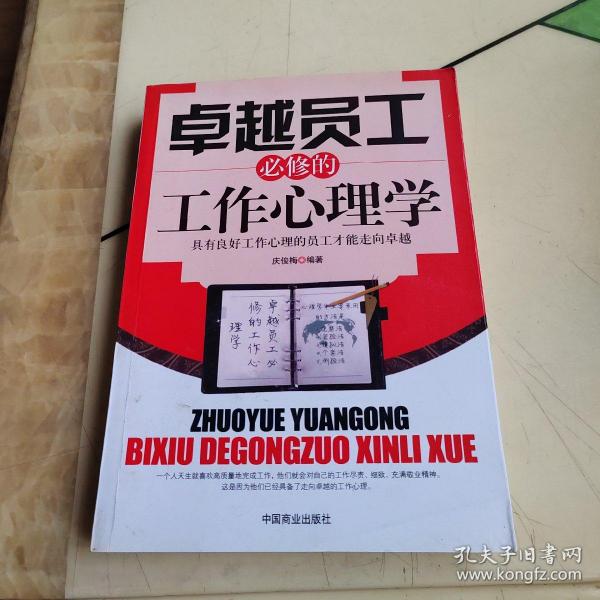 卓越员工
必修的
工作心理学
具有良好工作心理的员工才能走向卓越
庆俊梅 编著
卓越员工必
修的工作心
理学
ZHUOYUE YUANGONG
BIXIU DEGONGZUO XINLI XUE
一个人天生就喜欢高质量地完成工作，他们就会对自己的工作尽责、细致、充满敬业精神。
这是因为他们已经具备了走向卓越的工作心理。
中国商业出版社
孔夫子旧书网
www.kongfz.com